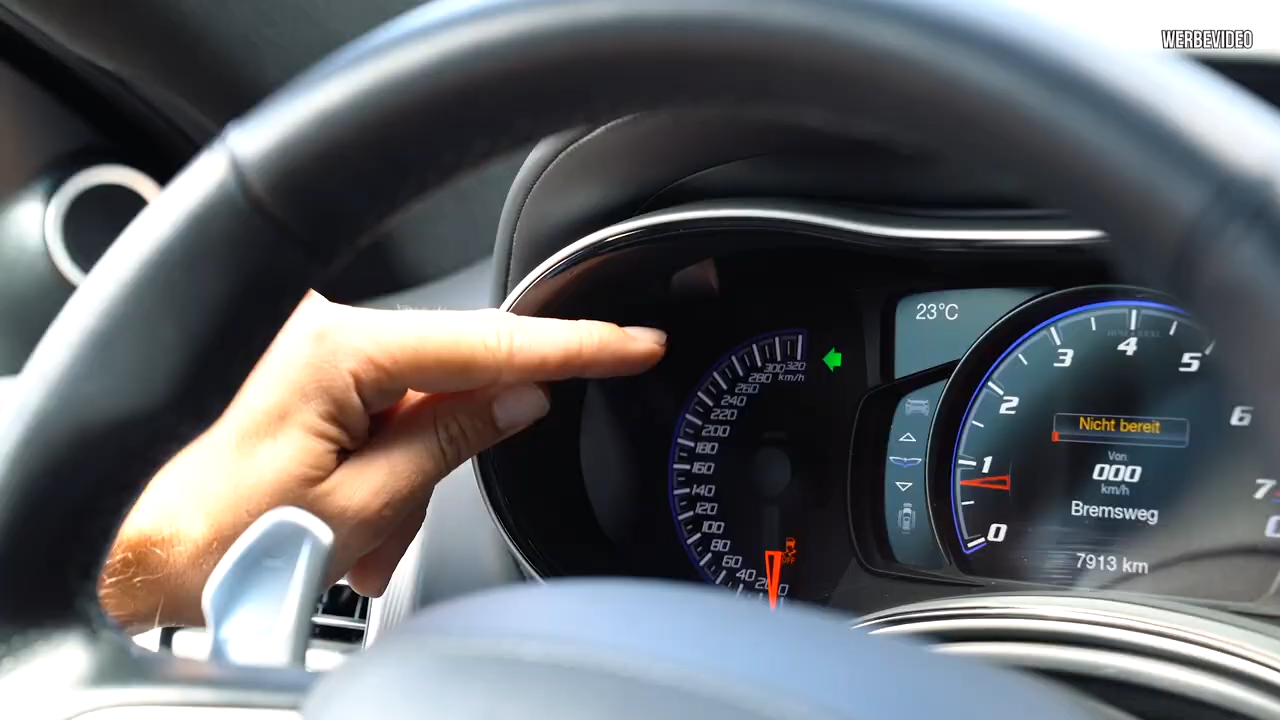 WERBEVIDEO
23°C
320
300
km/h
280
260
240
220
200
180
160
140
120
100
80
60
40
20
0
OFF
0
1
2
3
4
5
6
7
Nicht bereit
Von
000
km/h
Bremsweg
7913 km